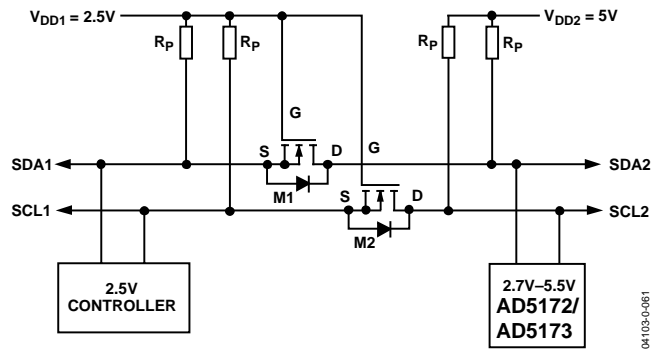 VDD1 = 2.5V
VDD2 = 5V
RP
RP
RP
RP
G
G
S
D
SDA1
SDA2
M1
S
D
SCL1
SCL2
M2
2.5V
CONTROLLER
2.7V–5.5V
AD5172/
AD5173
04103-0-061